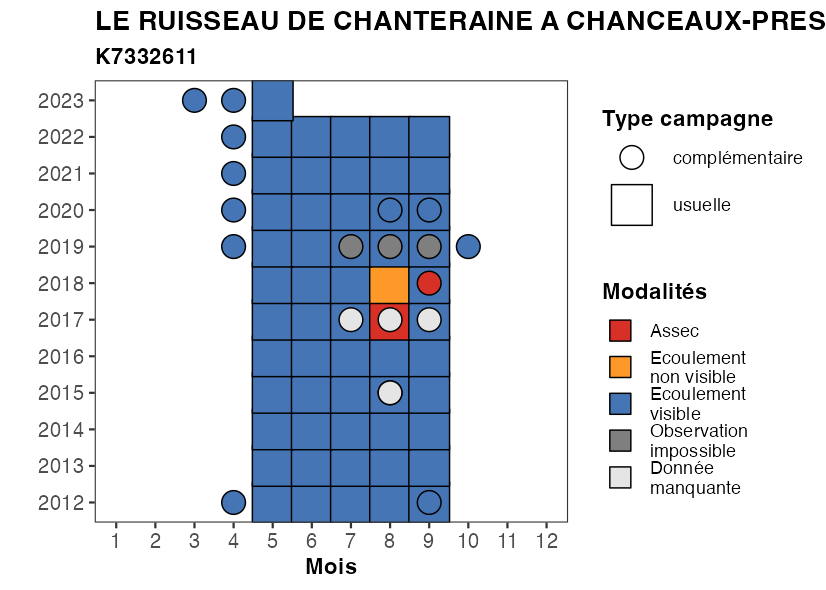 LE RUISSEAU DE CHANTERAINE A CHANCEAUX-PRES
K7332611
2023
2022
2021
2020
2019
2018
2017
2016
2015
2014
2013
2012
1 2 3 4 5 6 7 8 9 10 11 12
Mois
Type campagne
complémentaire
usuelle
Modalités
Assec
Ecoulement
non visible
Ecoulement
visible
Observation
impossible
Donnée
manquante